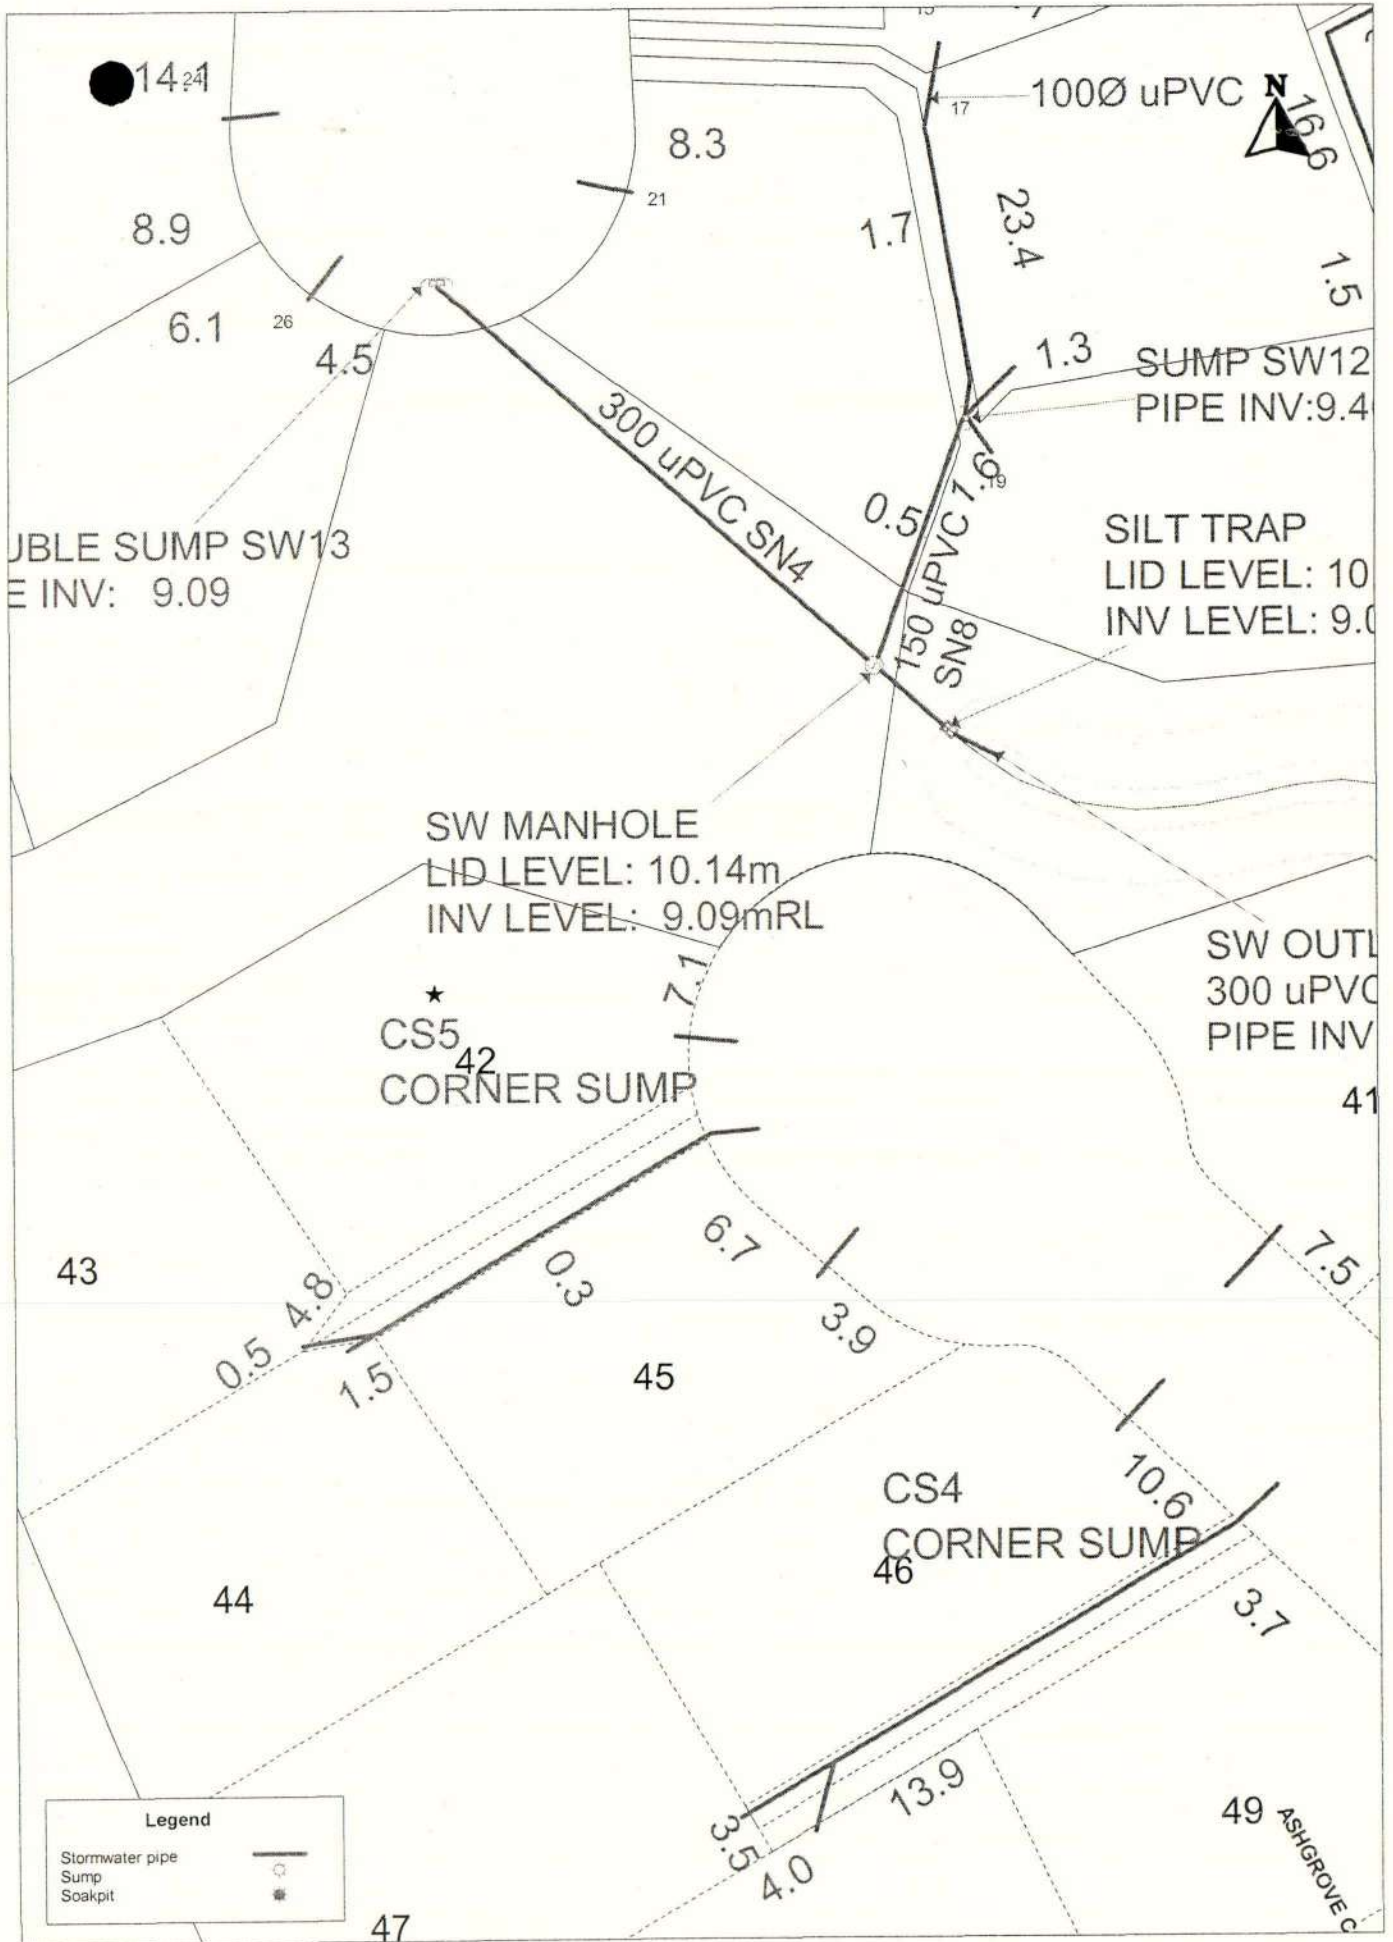 14.1
24
17
100Ø uPVC
N
16.6
8.3
21
8.9
1.7
23.4
1.5
6.1
26
4.5
1.3
SUMP SW12
PIPE INV:9.4
300 uPVC SN4
0.5
150 uPVC
SN8
1.9
19
SILT TRAP
LID LEVEL: 10
INV LEVEL: 9.0
UBLE SUMP SW13
E INV: 9.09
SW MANHOLE
LID LEVEL: 10.14m
INV LEVEL: 9.09mRL
SW OUTL
300 uPVC
PIPE INV
7.1
CS5
42
CORNER SUMP
41
43
4.8
0.3
6.7
7.5
3.9
0.5
1.5
45
10.6
CS4
CORNER SUMP
46
44
3.7
13.9
3.5
4.0
49
ASHGROVE C
47
Legend
Stormwater pipe
Sump
Soakpit